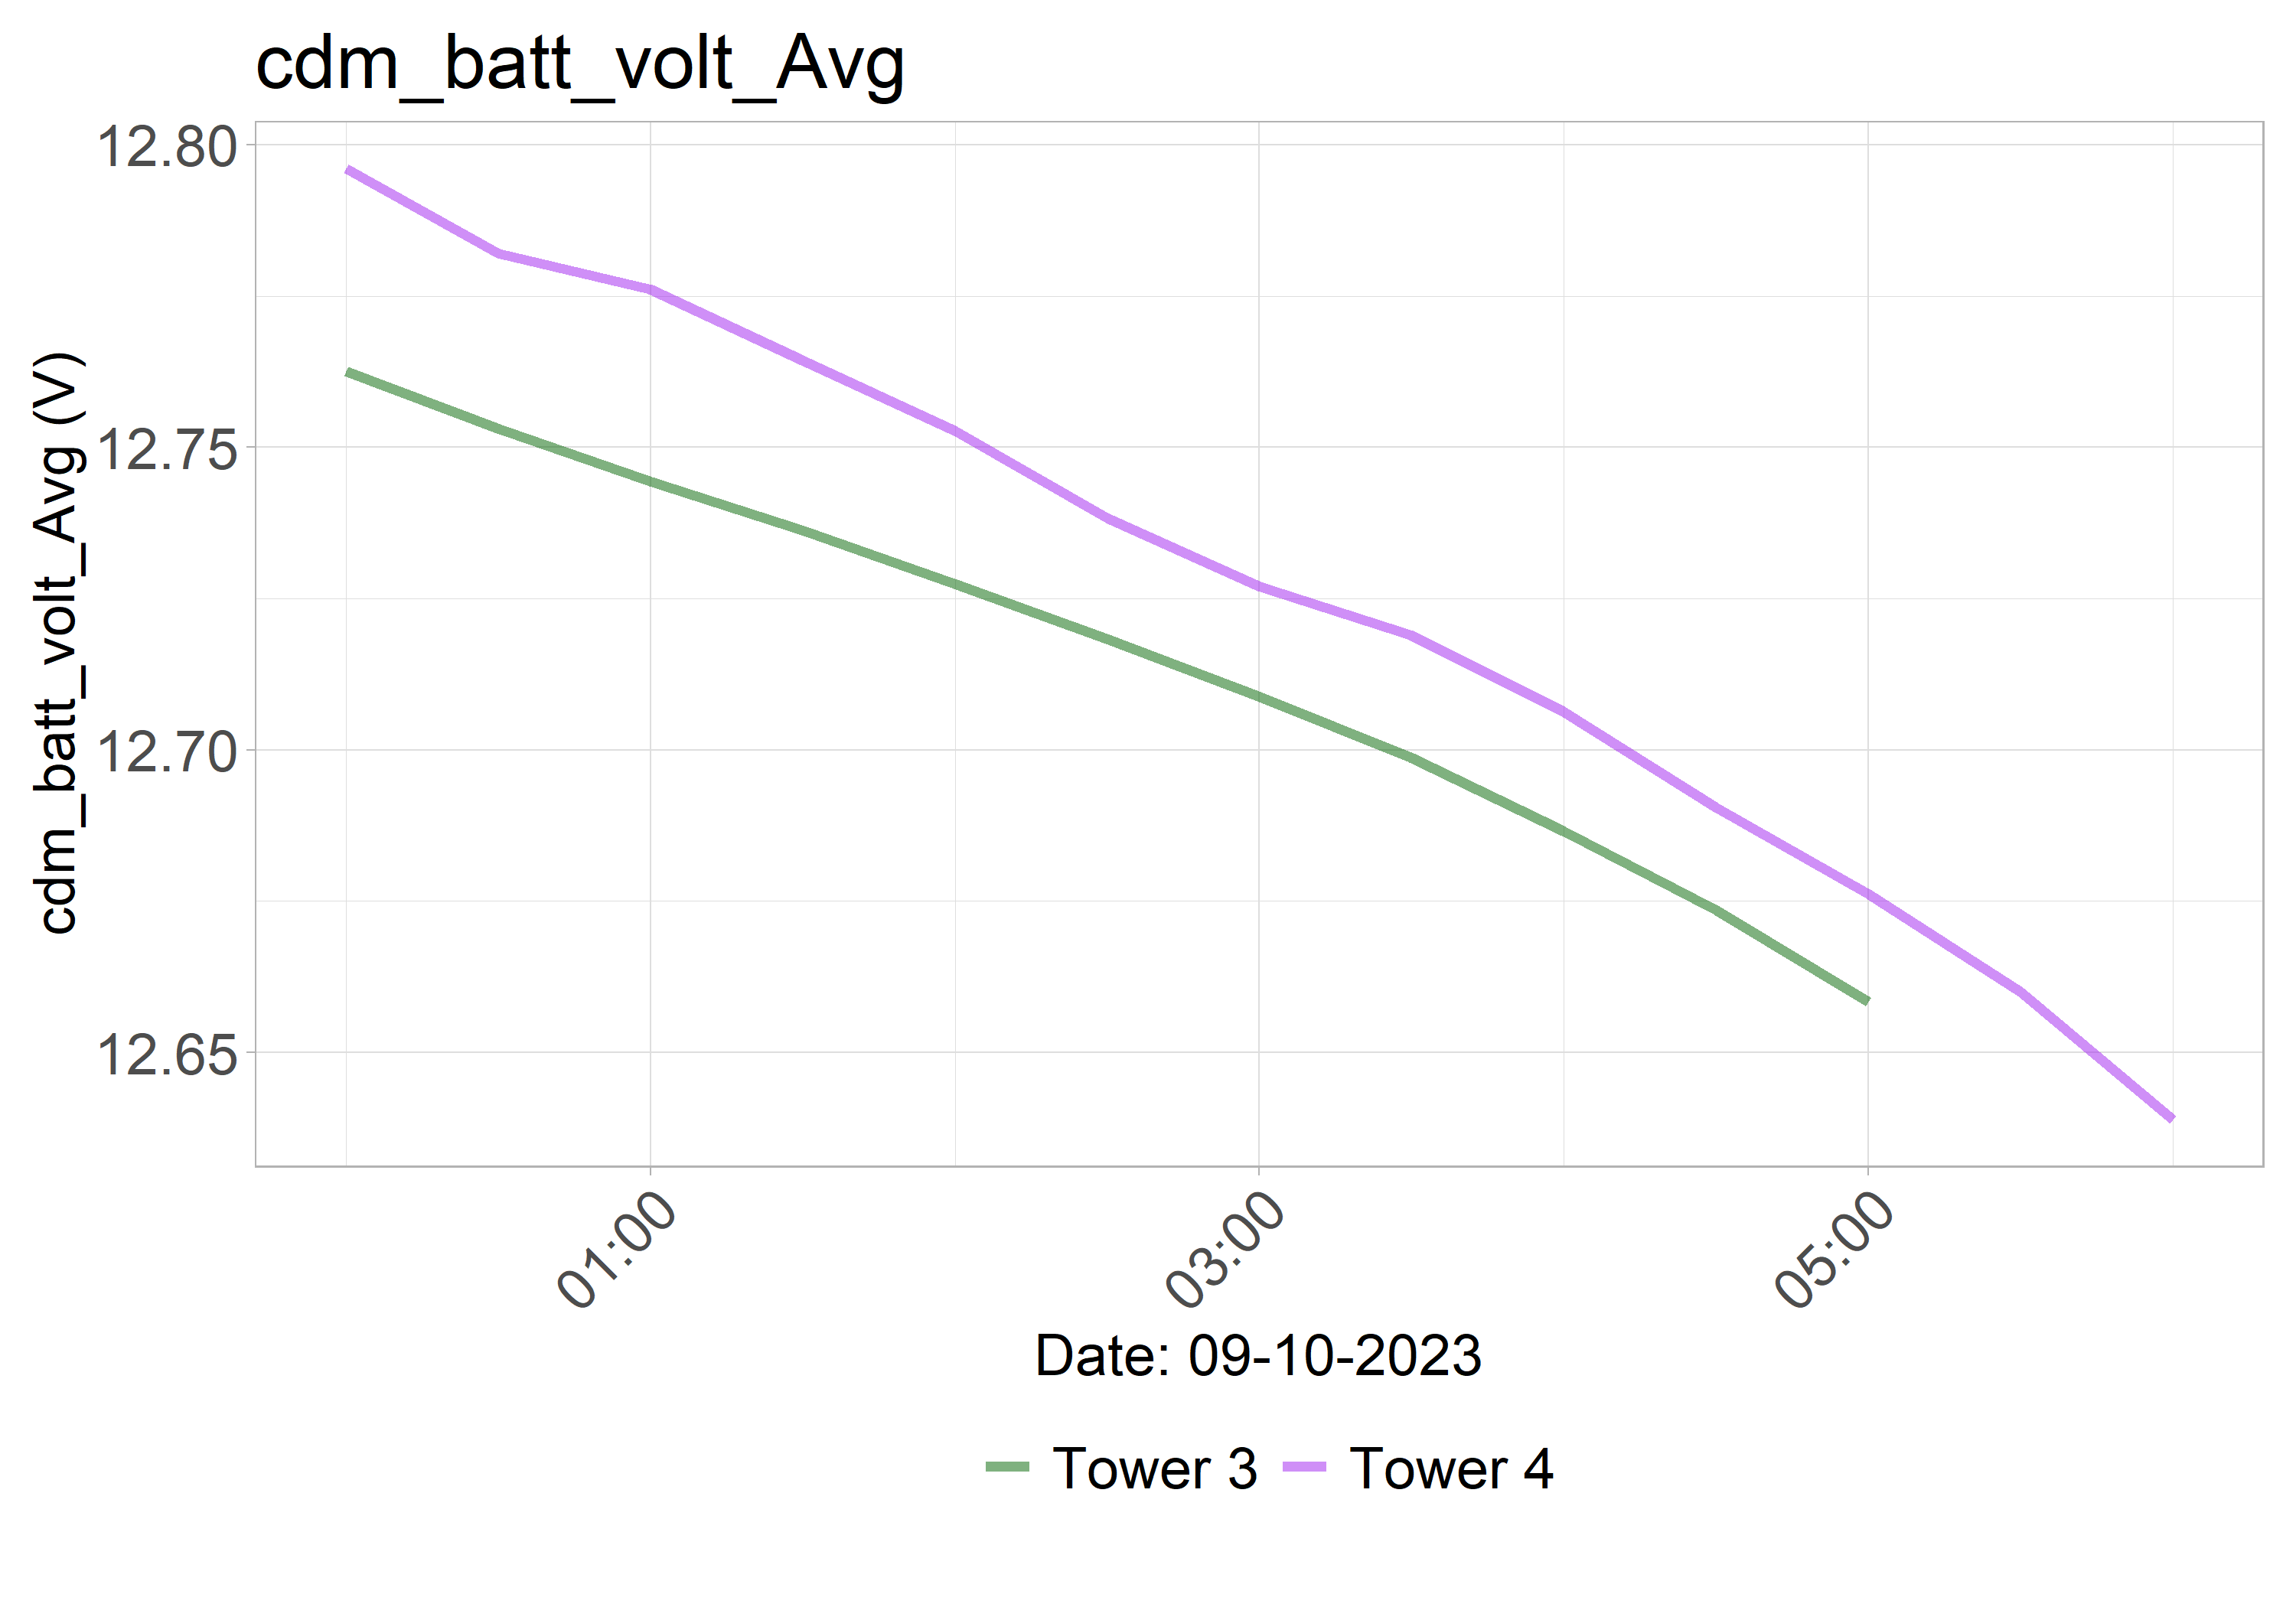 cdm_batt_volt_Avg
cdm_batt_volt_Avg (V)
12.80
12.75
12.70
12.65
01:00
03:00
05:00
Date: 09-10-2023
Tower 3
Tower 4